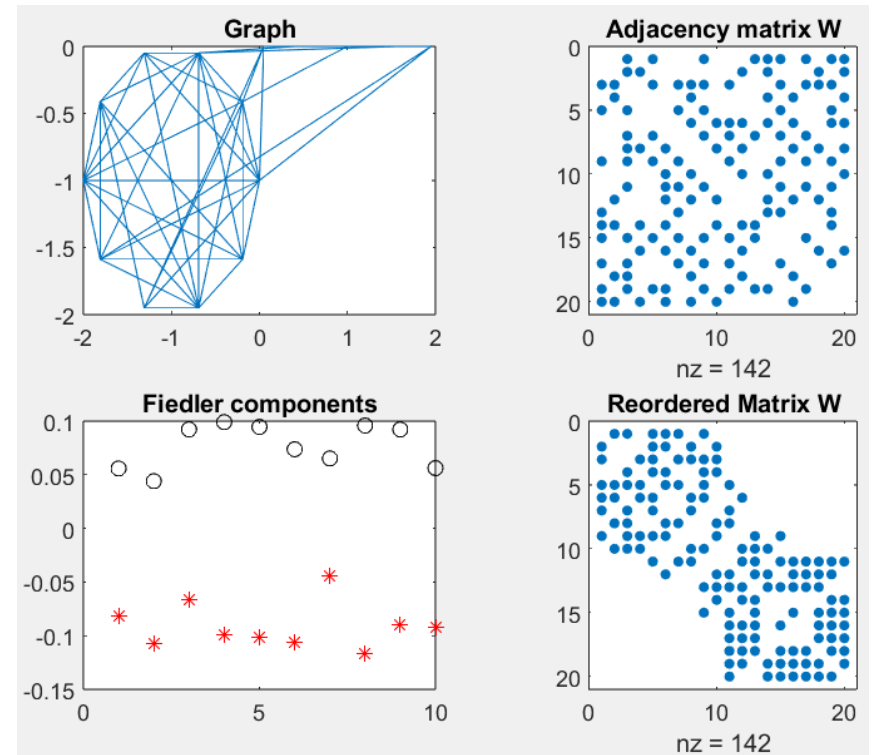 Graph
0
-0.5
-1
-1.5
-2
-2 -1 0 1 2
Adjacency matrix W
0
5
10
15
20
0 10 20
nz = 142
Fiedler components
0.1
0.05
0
-0.05
-0.1
-0.15
0 5 10
Reordered Matrix W
0
5
10
15
20
0 10 20
nz = 142